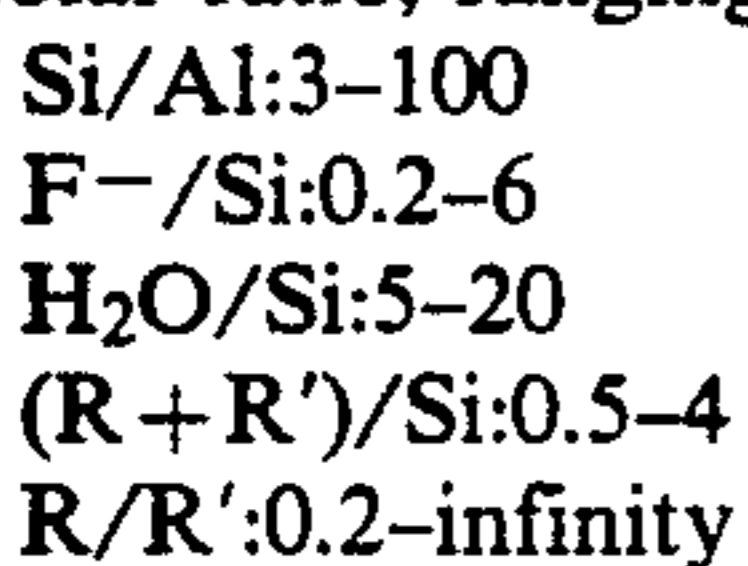 Si/Al:3–100
F⁻/Si:0.2–6
H₂O/Si:5–20
(R+R′)/Si:0.5–4
R/R′:0.2–infinity